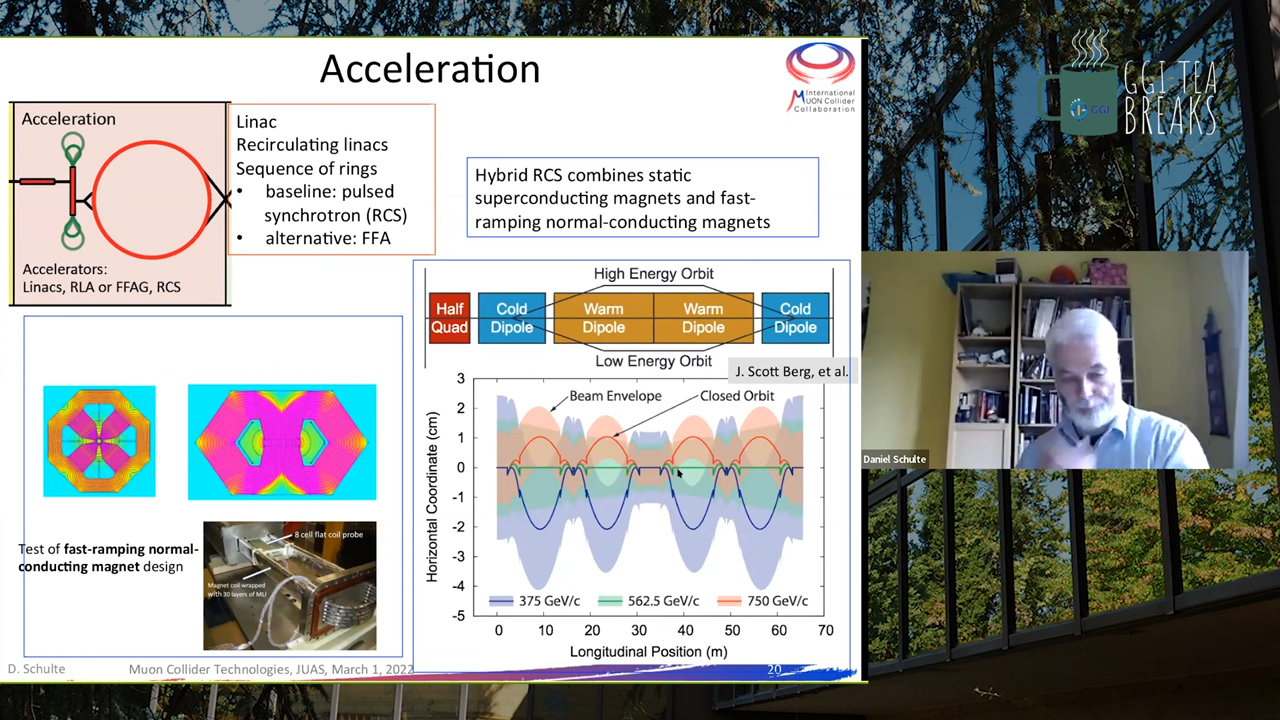 Acceleration
International
MUON Collider
Collaboration
GGI TEA
BREAKS
GGI
Acceleration
Accelerators:
Linacs, RLA or FFAG, RCS
Linac
Recirculating linacs
Sequence of rings
• baseline: pulsed
synchrotron (RCS)
• alternative: FFA
Hybrid RCS combines static
superconducting magnets and fast-
ramping normal-conducting magnets
High Energy Orbit
Half
Quad
Cold
Dipole
Warm
Dipole
Warm
Dipole
Cold
Dipole
Low Energy Orbit
J. Scott Berg, et al.
Beam Envelope
Closed Orbit
Horizontal Coordinate (cm)
3
2
1
0
-1
-2
-3
-4
-5
375 GeV/c
562.5 GeV/c
750 GeV/c
0 10 20 30 40 50 60 70
Longitudinal Position (m)
Test of fast-ramping normal-
conducting magnet design
8 cell flat coil probe
Magnet coil wrapped
with 30 layers of MLI
D. Schulte
Muon Collider Technologies, JUAS, March 1, 2022
20
Daniel Schulte